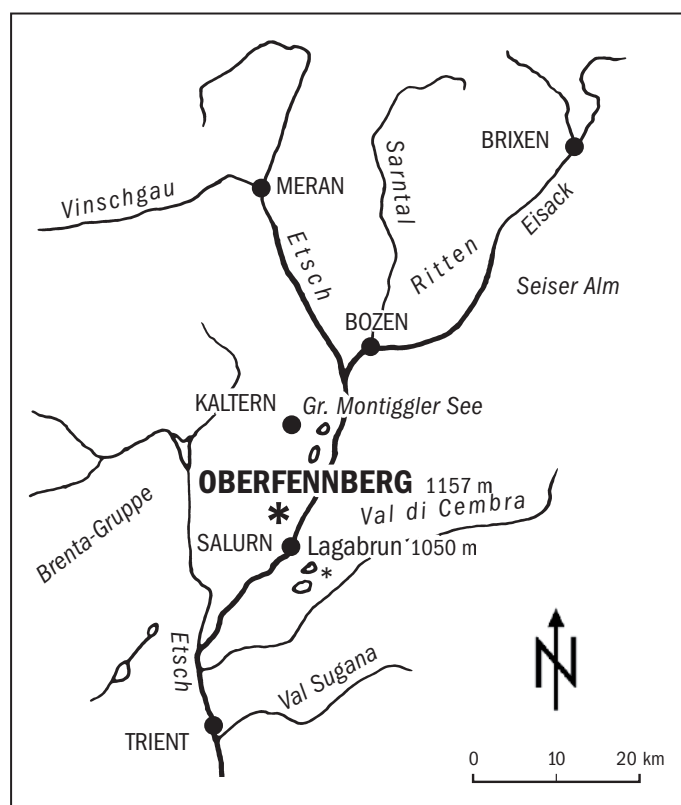 BRIXEN
Sarntal
MERAN
Vinschgau
Eisack
Etsch
Ritten
Seiser Alm
BOZEN
KALTERN
Gr. Montiggler See
OBERFENNBERG 1157 m
*
Val di Cembra
Brenta-Gruppe
SALURN
Lagabrun´ 1050 m
*
Etsch
Val Sugana
N
TRIENT
0 10 20 km